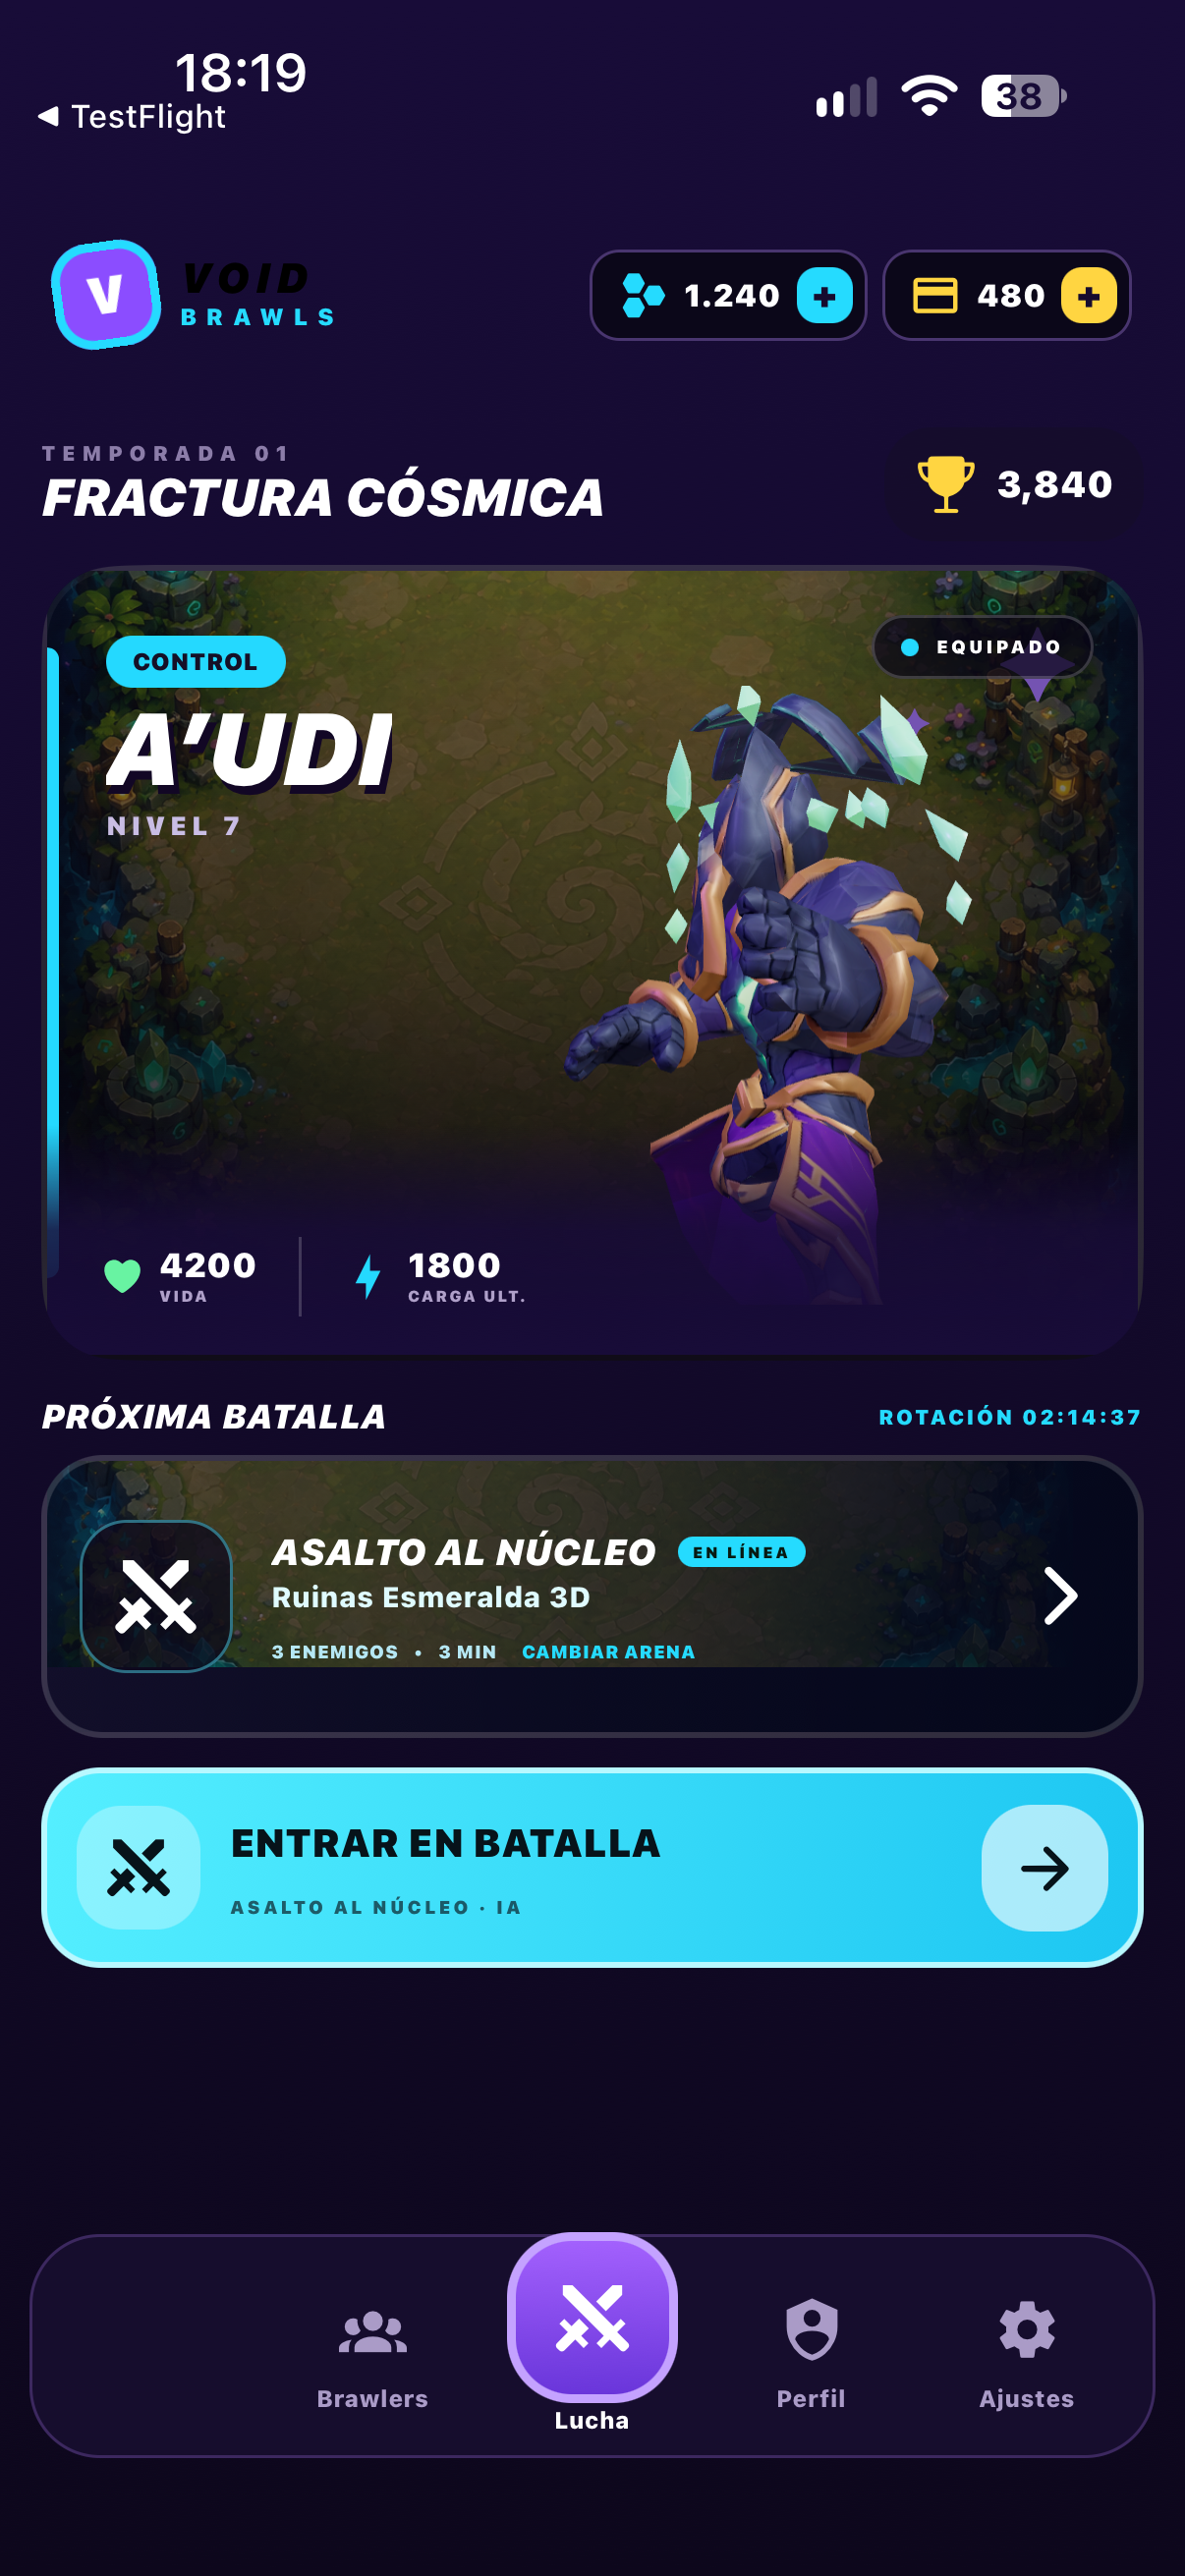 18:19
38
TestFlight
V
VOID
BRAWLS
1.240 +
480 +
TEMPORADA 01
FRACTURA CÓSMICA
3,840
CONTROL
EQUIPADO
A'UDI
NIVEL 7
4200
VIDA
1800
CARGA ULT.
PRÓXIMA BATALLA
ROTACIÓN 02:14:37
ASALTO AL NÚCLEO
EN LÍNEA
Ruinas Esmeralda 3D
3 ENEMIGOS • 3 MIN CAMBIAR ARENA
ENTRAR EN BATALLA
ASALTO AL NÚCLEO · IA
Brawlers
Lucha
Perfil
Ajustes